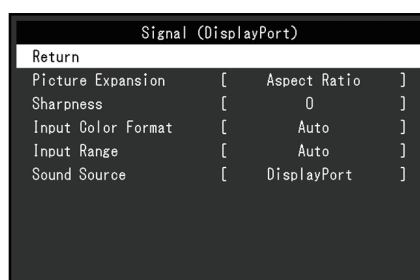 Signal (DisplayPort)
Return
Picture Expansion [ Aspect Ratio ]
Sharpness [ 0 ]
Input Color Format [ Auto ]
Input Range [ Auto ]
Sound Source [ DisplayPort ]